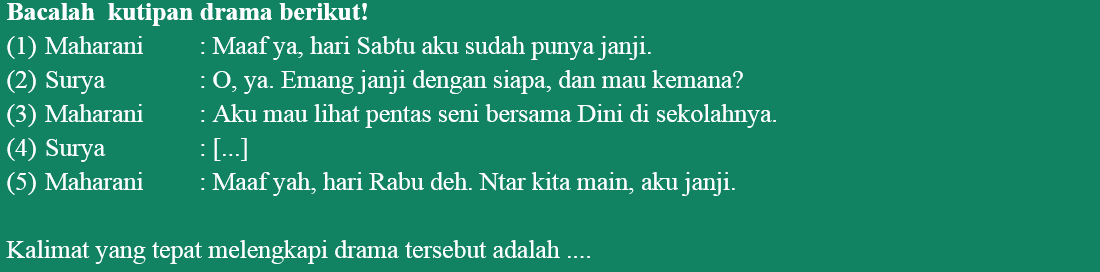 Bacalah kutipan drama berikut!
(1) Maharani : Maaf ya, hari Sabtu aku sudah punya janji.
(2) Surya : O, ya. Emang janji dengan siapa, dan mau kemana?
(3) Maharani : Aku mau lihat pentas seni bersama Dini di sekolahnya.
(4) Surya : [...]
(5) Maharani : Maaf yah, hari Rabu deh. Ntar kita main, aku janji.
Kalimat yang tepat melengkapi drama tersebut adalah ....